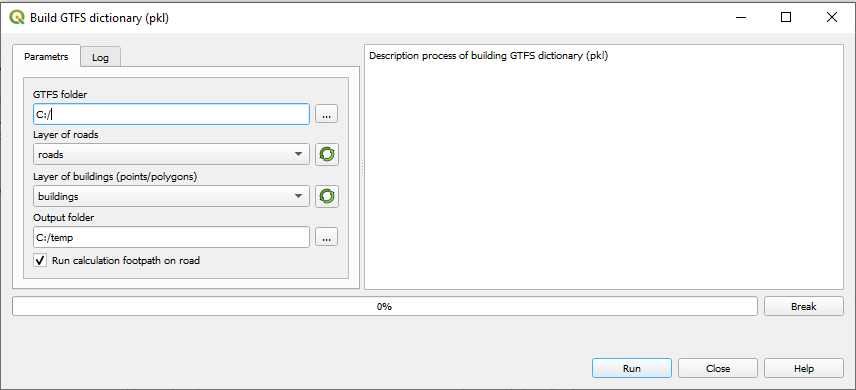 Build GTFS dictionary (pkl)
Parametrs
Log
GTFS folder
C:/
...
Layer of roads
roads
Layer of buildings (points/polygons)
buildings
Output folder
C:/temp
...
Run calculation footpath on road
Description process of building GTFS dictionary (pkl)
0%
Break
Run
Close
Help